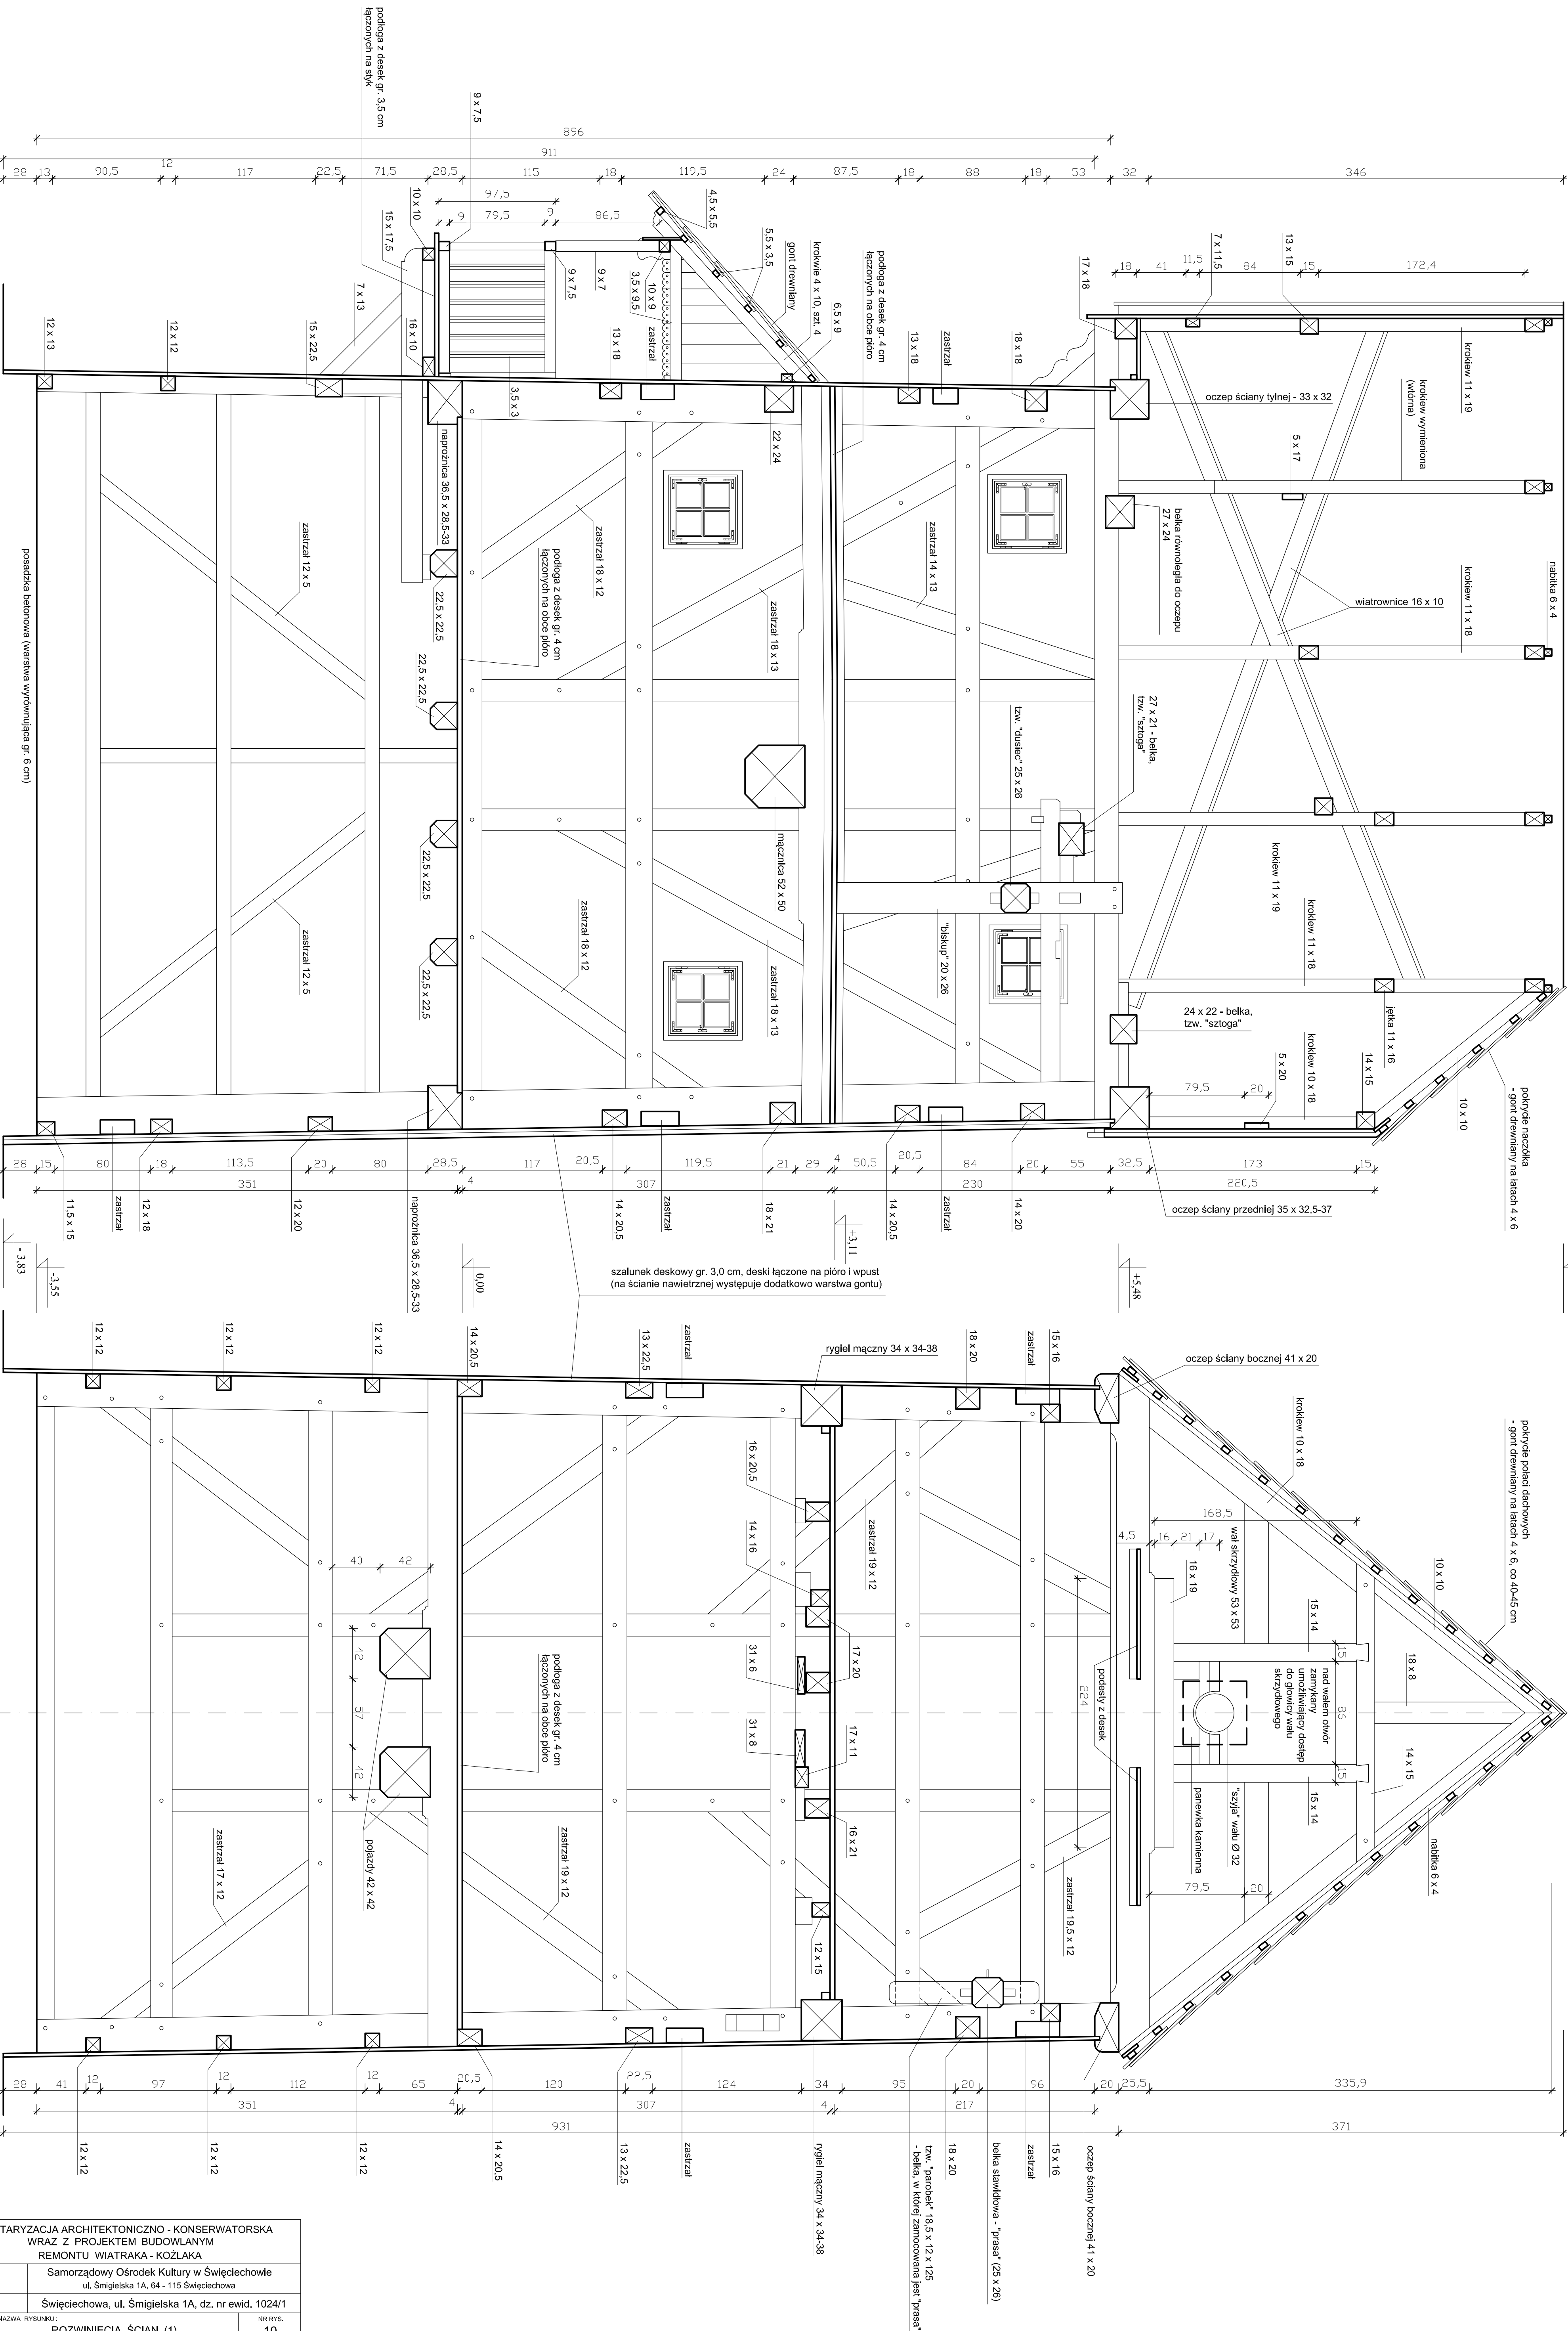 podłoga z desek gr. 3,5 cm
łączonych na styk
9 x 7,5
896
911
28
13
90,5
12
117
22,5
71,5
28,5
115
18
119,5
24
87,5
18
88
18
53
32
346
97,5
9
79,5
9
86,5
10 x 10
15 x 17,5
7 x 13
16 x 10
9 x 7,5
9 x 7
3,5 x 9,5
10 x 9
4,5 x 5,5
5,5 x 3,5
gont drewniany
krokwie 4 x 10, szt. 4
6,5 x 9
podłoga z desek gr. 4 cm
łączonych na obce pióro
18
41
11,5
84
15
172,4
17 x 18
7 x 11,5
13 x 15
12 x 13
12 x 12
15 x 22,5
3,5 x 3
13 x 18
zastrzał
22 x 24
13 x 18
zastrzał
18 x 18
oczep ściany tylnej - 33 x 32
krokiew 11 x 19
krokiew wymieniona
(wtórna)
5 x 17
belka równoległa do oczepu
27 x 24
nabitka 6 x 4
krokiew 11 x 18
wiatrownice 16 x 10
naprożnica 36,5 x 28,5-33
22,5 x 22,5
22,5 x 22,5
22,5 x 22,5
22,5 x 22,5
podłoga z desek gr. 4 cm
łączonych na obce pióro
zastrzał 12 x 5
zastrzał 12 x 5
posadzka betonowa (warstwa wyrównująca gr. 6 cm)
zastrzał 18 x 12
zastrzał 18 x 13
zastrzał 14 x 13
27 x 21 - belka,
tzw. "sztoga"
tzw. "dusiec" 25 x 26
mącznica 52 x 50
"biskup" 20 x 26
zastrzał 18 x 12
zastrzał 18 x 13
krokiew 11 x 19
krokiew 11 x 18
jętka 11 x 16
24 x 22 - belka,
tzw. "sztoga"
krokiew 10 x 18
5 x 20
14 x 15
10 x 10
pokrycie naczółka
- gont drewniany na łatach 4 x 6
79,5
20
28
15
80
18
113,5
20
80
28,5
117
20,5
119,5
21
29
4
50,5
20,5
84
20
55
32,5
173
15
351
4
307
230
220,5
11,5 x 15
zastrzał
12 x 18
12 x 20
naprożnica 36,5 x 28,5-33
14 x 20,5
zastrzał
18 x 21
14 x 20,5
zastrzał
14 x 20
oczep ściany przedniej 35 x 32,5-37
- 3,83
-3,55
0,00
+3,11
+5,48
szalunek deskowy gr. 3,0 cm, deski łączone na pióro i wpust
(na ścianie nawietrznej występuje dodatkowo warstwa gontu)
12 x 12
12 x 12
12 x 12
14 x 20,5
13 x 22,5
zastrzał
rygiel mączny 34 x 34-38
18 x 20
zastrzał
15 x 16
oczep ściany bocznej 41 x 20
krokiew 10 x 18
pokrycie połaci dachowych
- gont drewniany na łatach 4 x 6, co 40-45 cm
16 x 20,5
14 x 16
zastrzał 19 x 12
168,5
4,5
16
21
17
16 x 19
wał skrzydłowy 53 x 53
10 x 10
15 x 14
15
18 x 8
40
42
42
57
42
17 x 20
31 x 6
31 x 8
17 x 11
16 x 21
podłoga z desek gr. 4 cm
łączonych na obce pióro
224
podesty z desek
nad wałem otwór
zamykany
umożliwiający dostęp
do głowicy wału
skrzydłowego
86
15
14 x 15
15 x 14
"szyja" wału Ø 32
panewka kamienna
nabitka 6 x 4
79,5
20
pojazdy 42 x 42
zastrzał 17 x 12
zastrzał 19 x 12
12 x 15
zastrzał 19,5 x 12
28
41
12
97
12
112
12
65
20,5
120
22,5
124
34
95
20
96
20
25,5
335,9
351
4
307
4
217
931
371
12 x 12
12 x 12
12 x 12
14 x 20,5
13 x 22,5
zastrzał
rygiel mączny 34 x 34-38
tzw. "parobek" 18,5 x 12 x 125
- belka, w której zamocowana jest "prasa"
18 x 20
belka stawidłowa - "prasa" (25 x 26)
zastrzał
15 x 16
oczep ściany bocznej 41 x 20
TARYZACJA ARCHITEKTONICZNO - KONSERWATORSKA
WRAZ Z PROJEKTEM BUDOWLANYM
REMONTU WIATRAKA - KOŹLAKA
Samorządowy Ośrodek Kultury w Święciechowie
ul. Śmigielska 1A, 64 - 115 Święciechowa
Święciechowa, ul. Śmigielska 1A, dz. nr ewid. 1024/1
NAZWA RYSUNKU :
NR RYS.
ROZWINIĘCIA ŚCIAN (1)
10